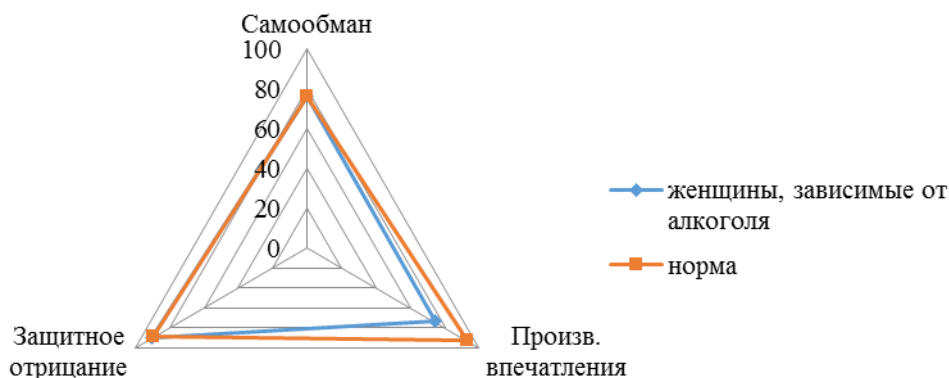 Самообман
100
80
60
40
20
0
женщины, зависимые от
алкоголя
норма
Защитное
отрицание
Произв.
впечатления